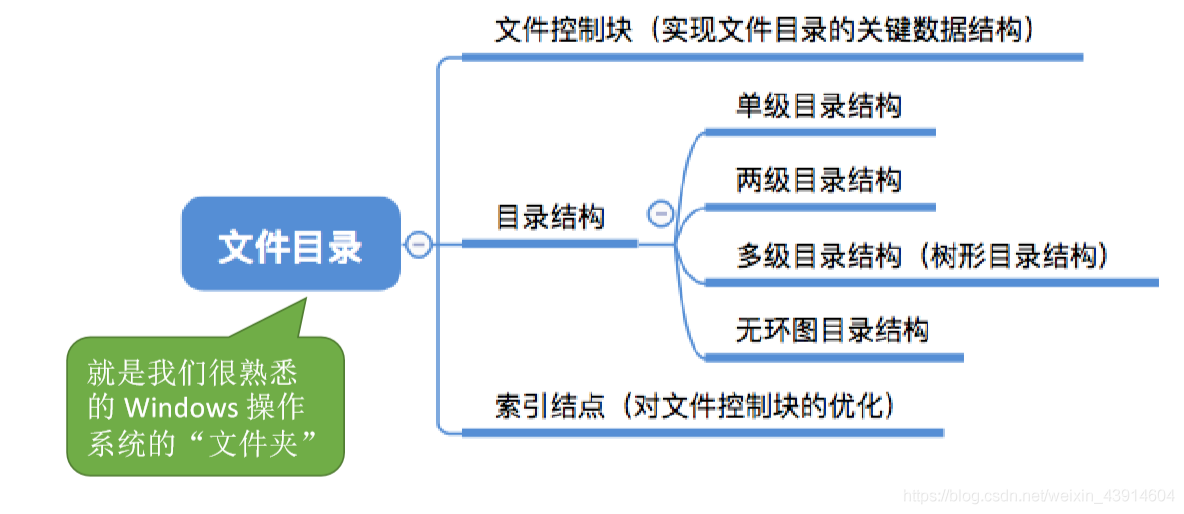 文件控制块（实现文件目录的关键数据结构）
单级目录结构
两级目录结构
目录结构
文件目录
多级目录结构（树形目录结构）
无环图目录结构
就是我们很熟悉
的 Windows 操作
系统的“文件夹”
索引结点（对文件控制块的优化）
https://blog.csdn.net/weixin_43914604